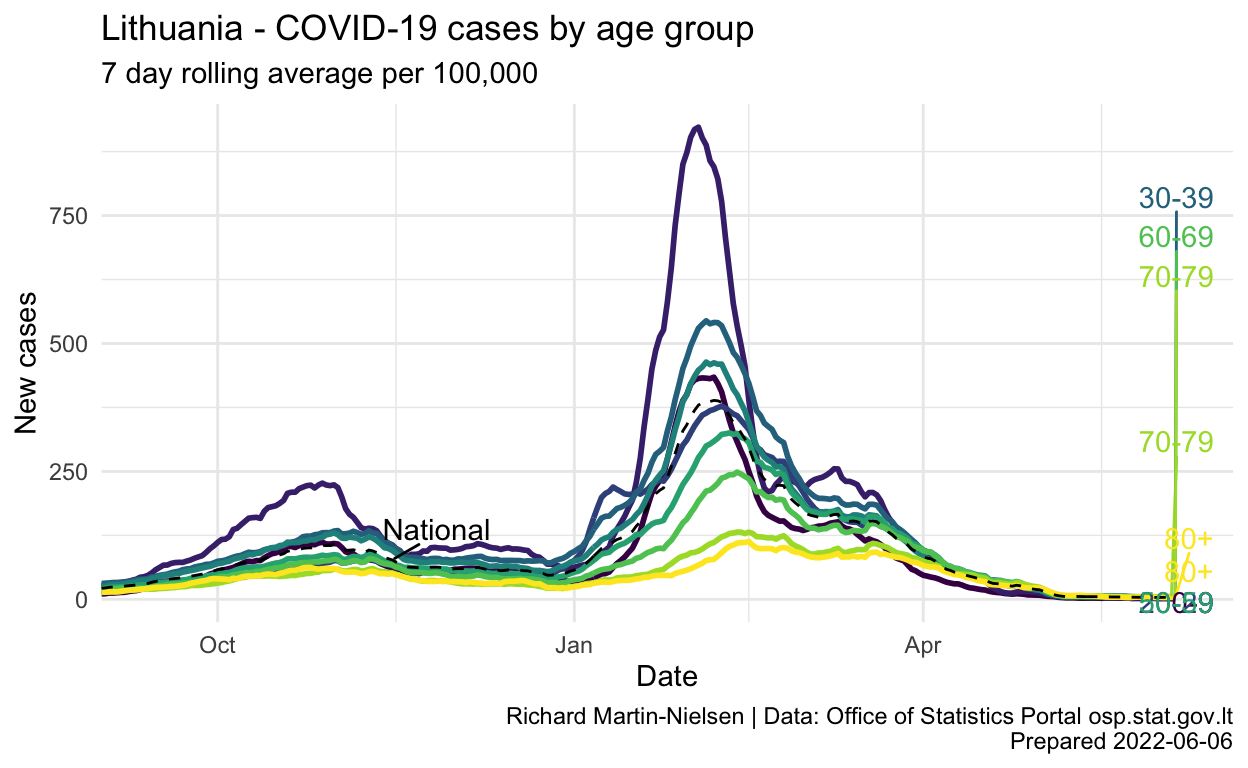 Lithuania - COVID-19 cases by age group
7 day rolling average per 100,000
New cases
750
500
250
0
30-39
60-69
70-79
70-79
National
80+
80+
Oct
Jan
Apr
Date
Richard Martin-Nielsen | Data: Office of Statistics Portal osp.stat.gov.lt
Prepared 2022-06-06